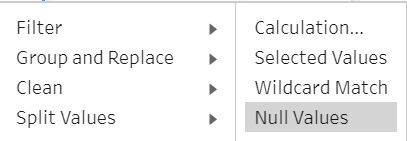 Filter
Group and Replace
Clean
Split Values
Calculation...
Selected Values
Wildcard Match
Null Values